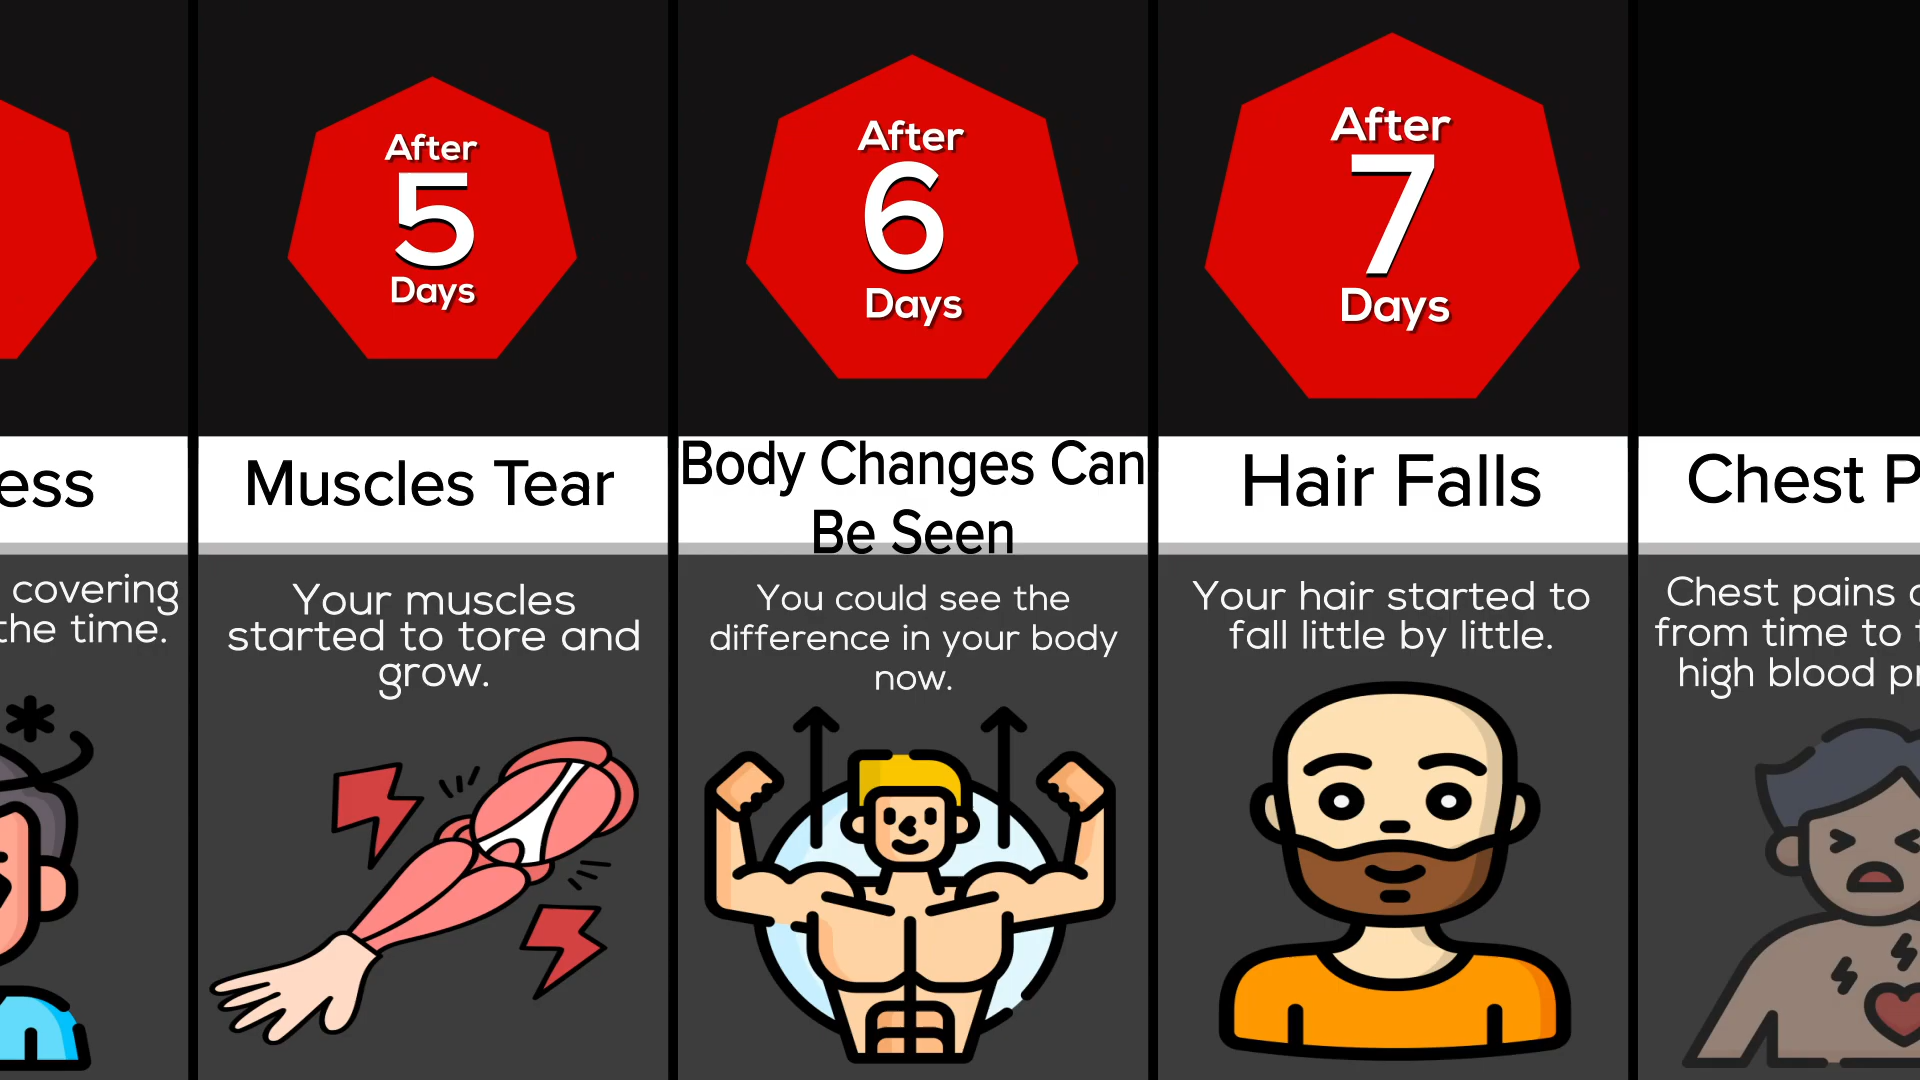 ess
covering
the time.
After
5
Days
Muscles Tear
Your muscles
started to tore and
grow.
After
6
Days
Body Changes Can
Be Seen
You could see the
difference in your body
now.
After
7
Days
Hair Falls
Your hair started to
fall little by little.
Chest P
Chest pains
from time to
high blood